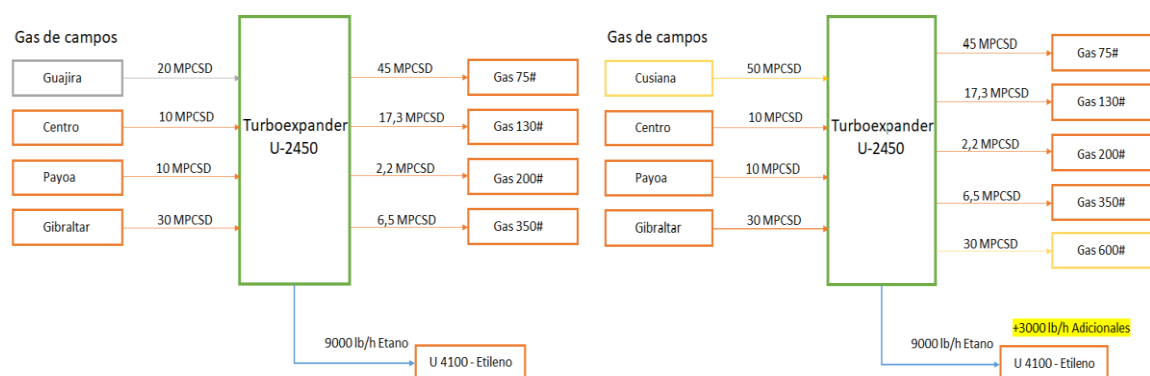 Gas de campos
Guajira
20 MPCSD
Centro
10 MPCSD
Payoa
10 MPCSD
Gibraltar
30 MPCSD
Turboexpander
U-2450
45 MPCSD
Gas 75#
17,3 MPCSD
Gas 130#
2,2 MPCSD
Gas 200#
6,5 MPCSD
Gas 350#
9000 lb/h Etano
U 4100 - Etileno
Gas de campos
Cusiana
50 MPCSD
Centro
10 MPCSD
Payoa
10 MPCSD
Gibraltar
30 MPCSD
Turboexpander
U-2450
45 MPCSD
Gas 75#
17,3 MPCSD
Gas 130#
2,2 MPCSD
Gas 200#
6,5 MPCSD
Gas 350#
30 MPCSD
Gas 600#
+3000 lb/h Adicionales
9000 lb/h Etano
U 4100 - Etileno